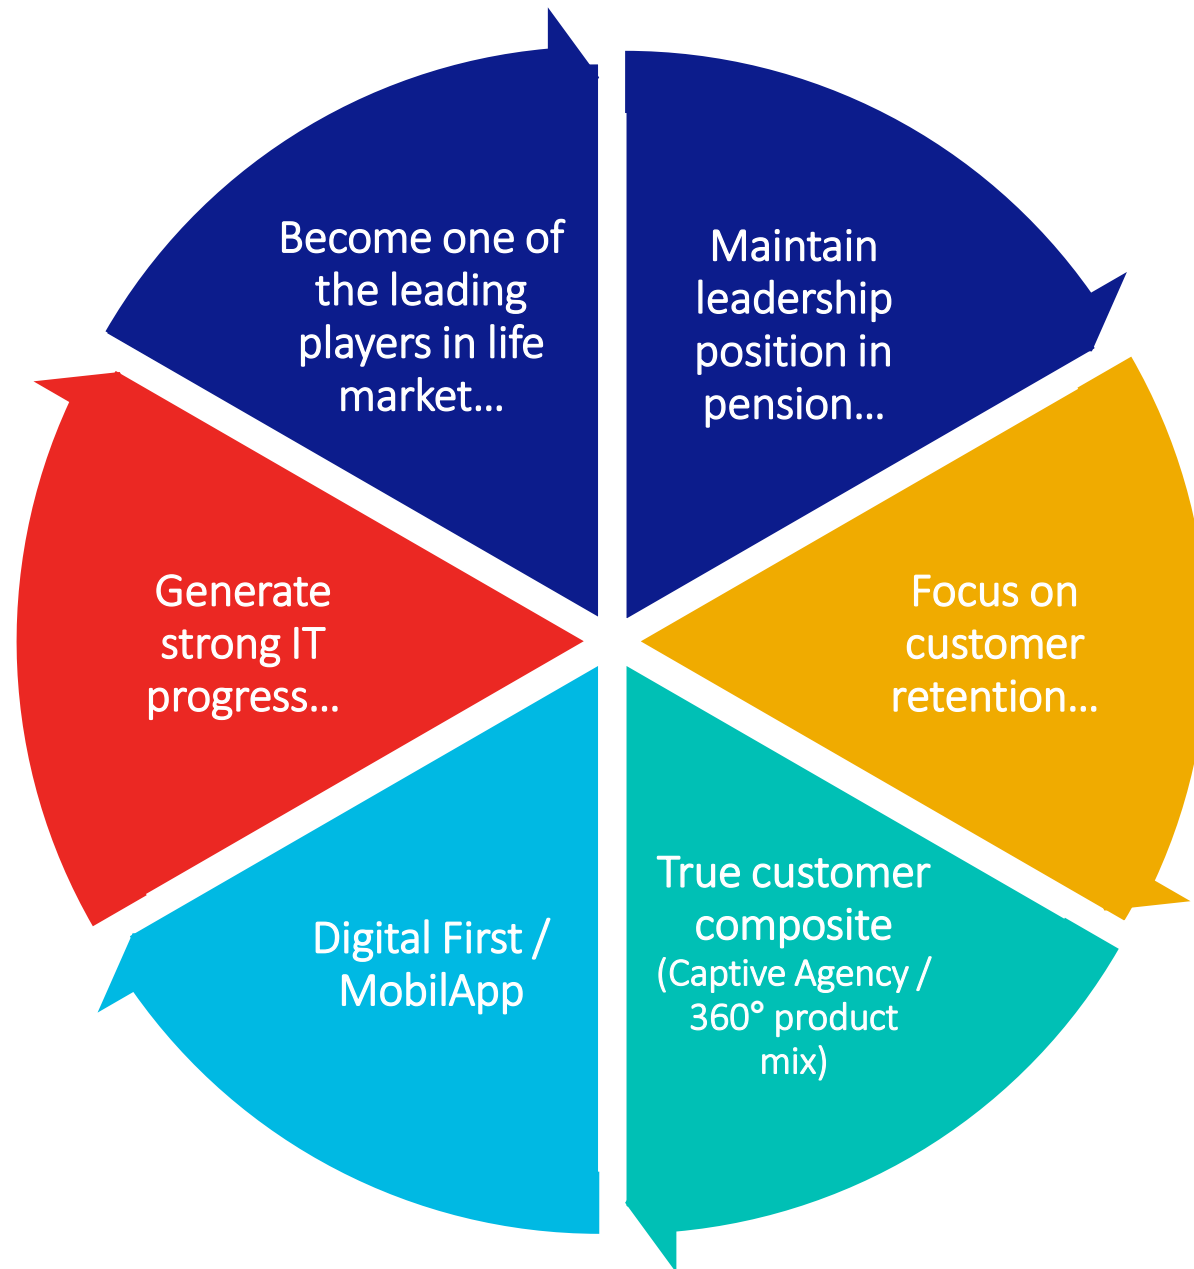 Become one of
the leading
players in life
market...
Maintain
leadership
position in
pension...
Focus on
customer
retention...
True customer
composite
(Captive Agency /
360° product
mix)
Digital First /
MobilApp
Generate
strong IT
progress...